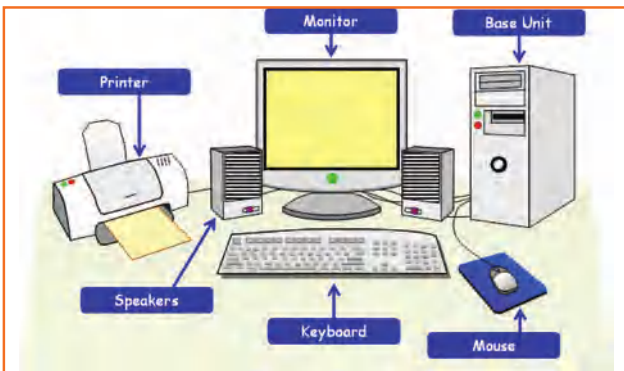 Monitor
Base Unit
Printer
Speakers
Keyboard
Mouse